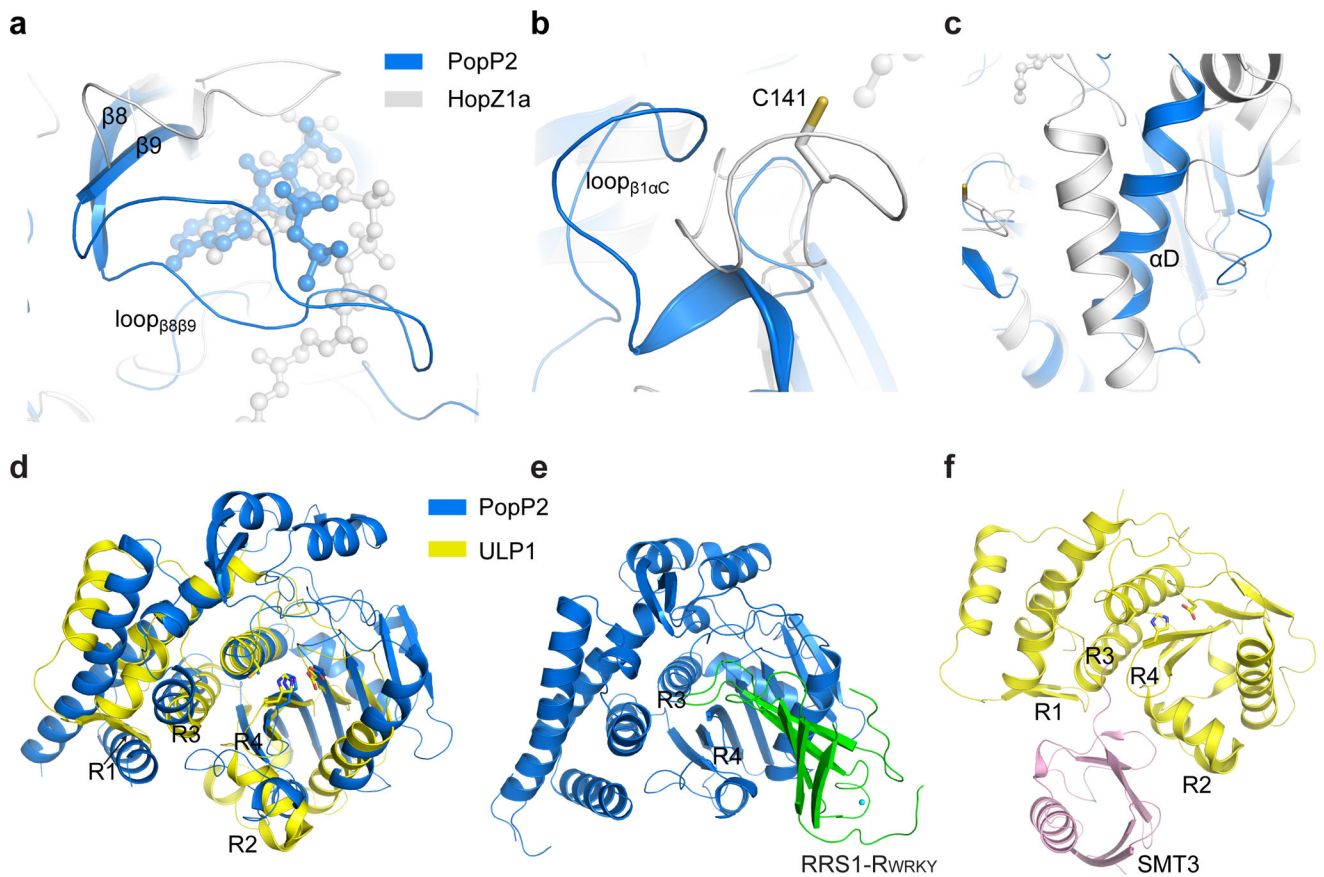 a
b
c
PopP2
HopZ1a
β8
β9
loopβ8β9
C141
loopβ1αC
αD
d
e
f
PopP2
ULP1
R1
R3
R4
R2
R3
R4
RRS1-RWRKY
R3
R4
R1
R2
SMT3